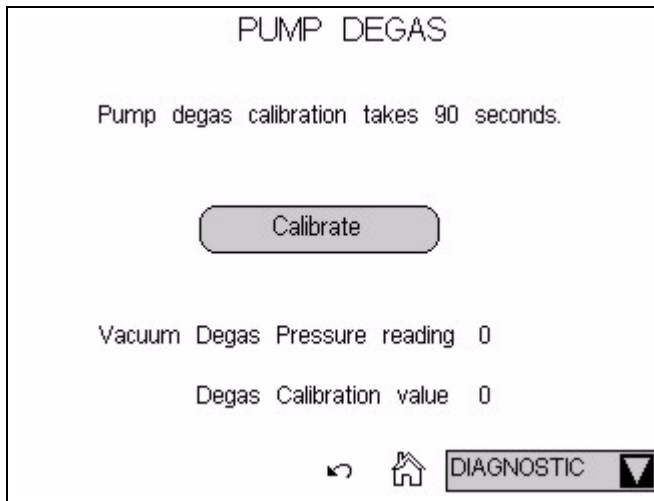 PUMP DEGAS
Pump degas calibration takes 90 seconds.
Calibrate
Vacuum Degas Pressure reading 0
Degas Calibration value 0
DIAGNOSTIC